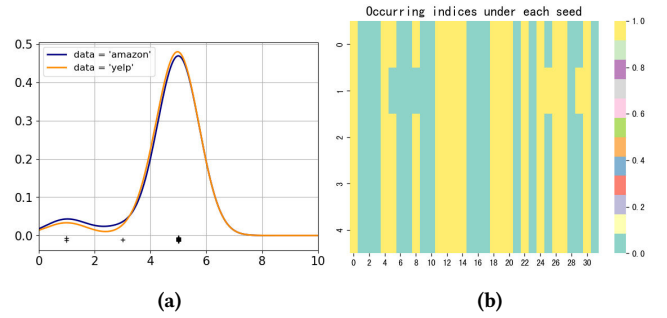 Occurring indices under each seed
data = 'amazon'
data = 'yelp'
0.5
0.4
0.3
0.2
0.1
0.0
0 2 4 6 8 10
0
1
2
3
4
0 2 4 6 8 10 12 14 16 18 20 22 24 26 28 30
1.0
0.8
0.6
0.4
0.2
0.0
(a) (b)